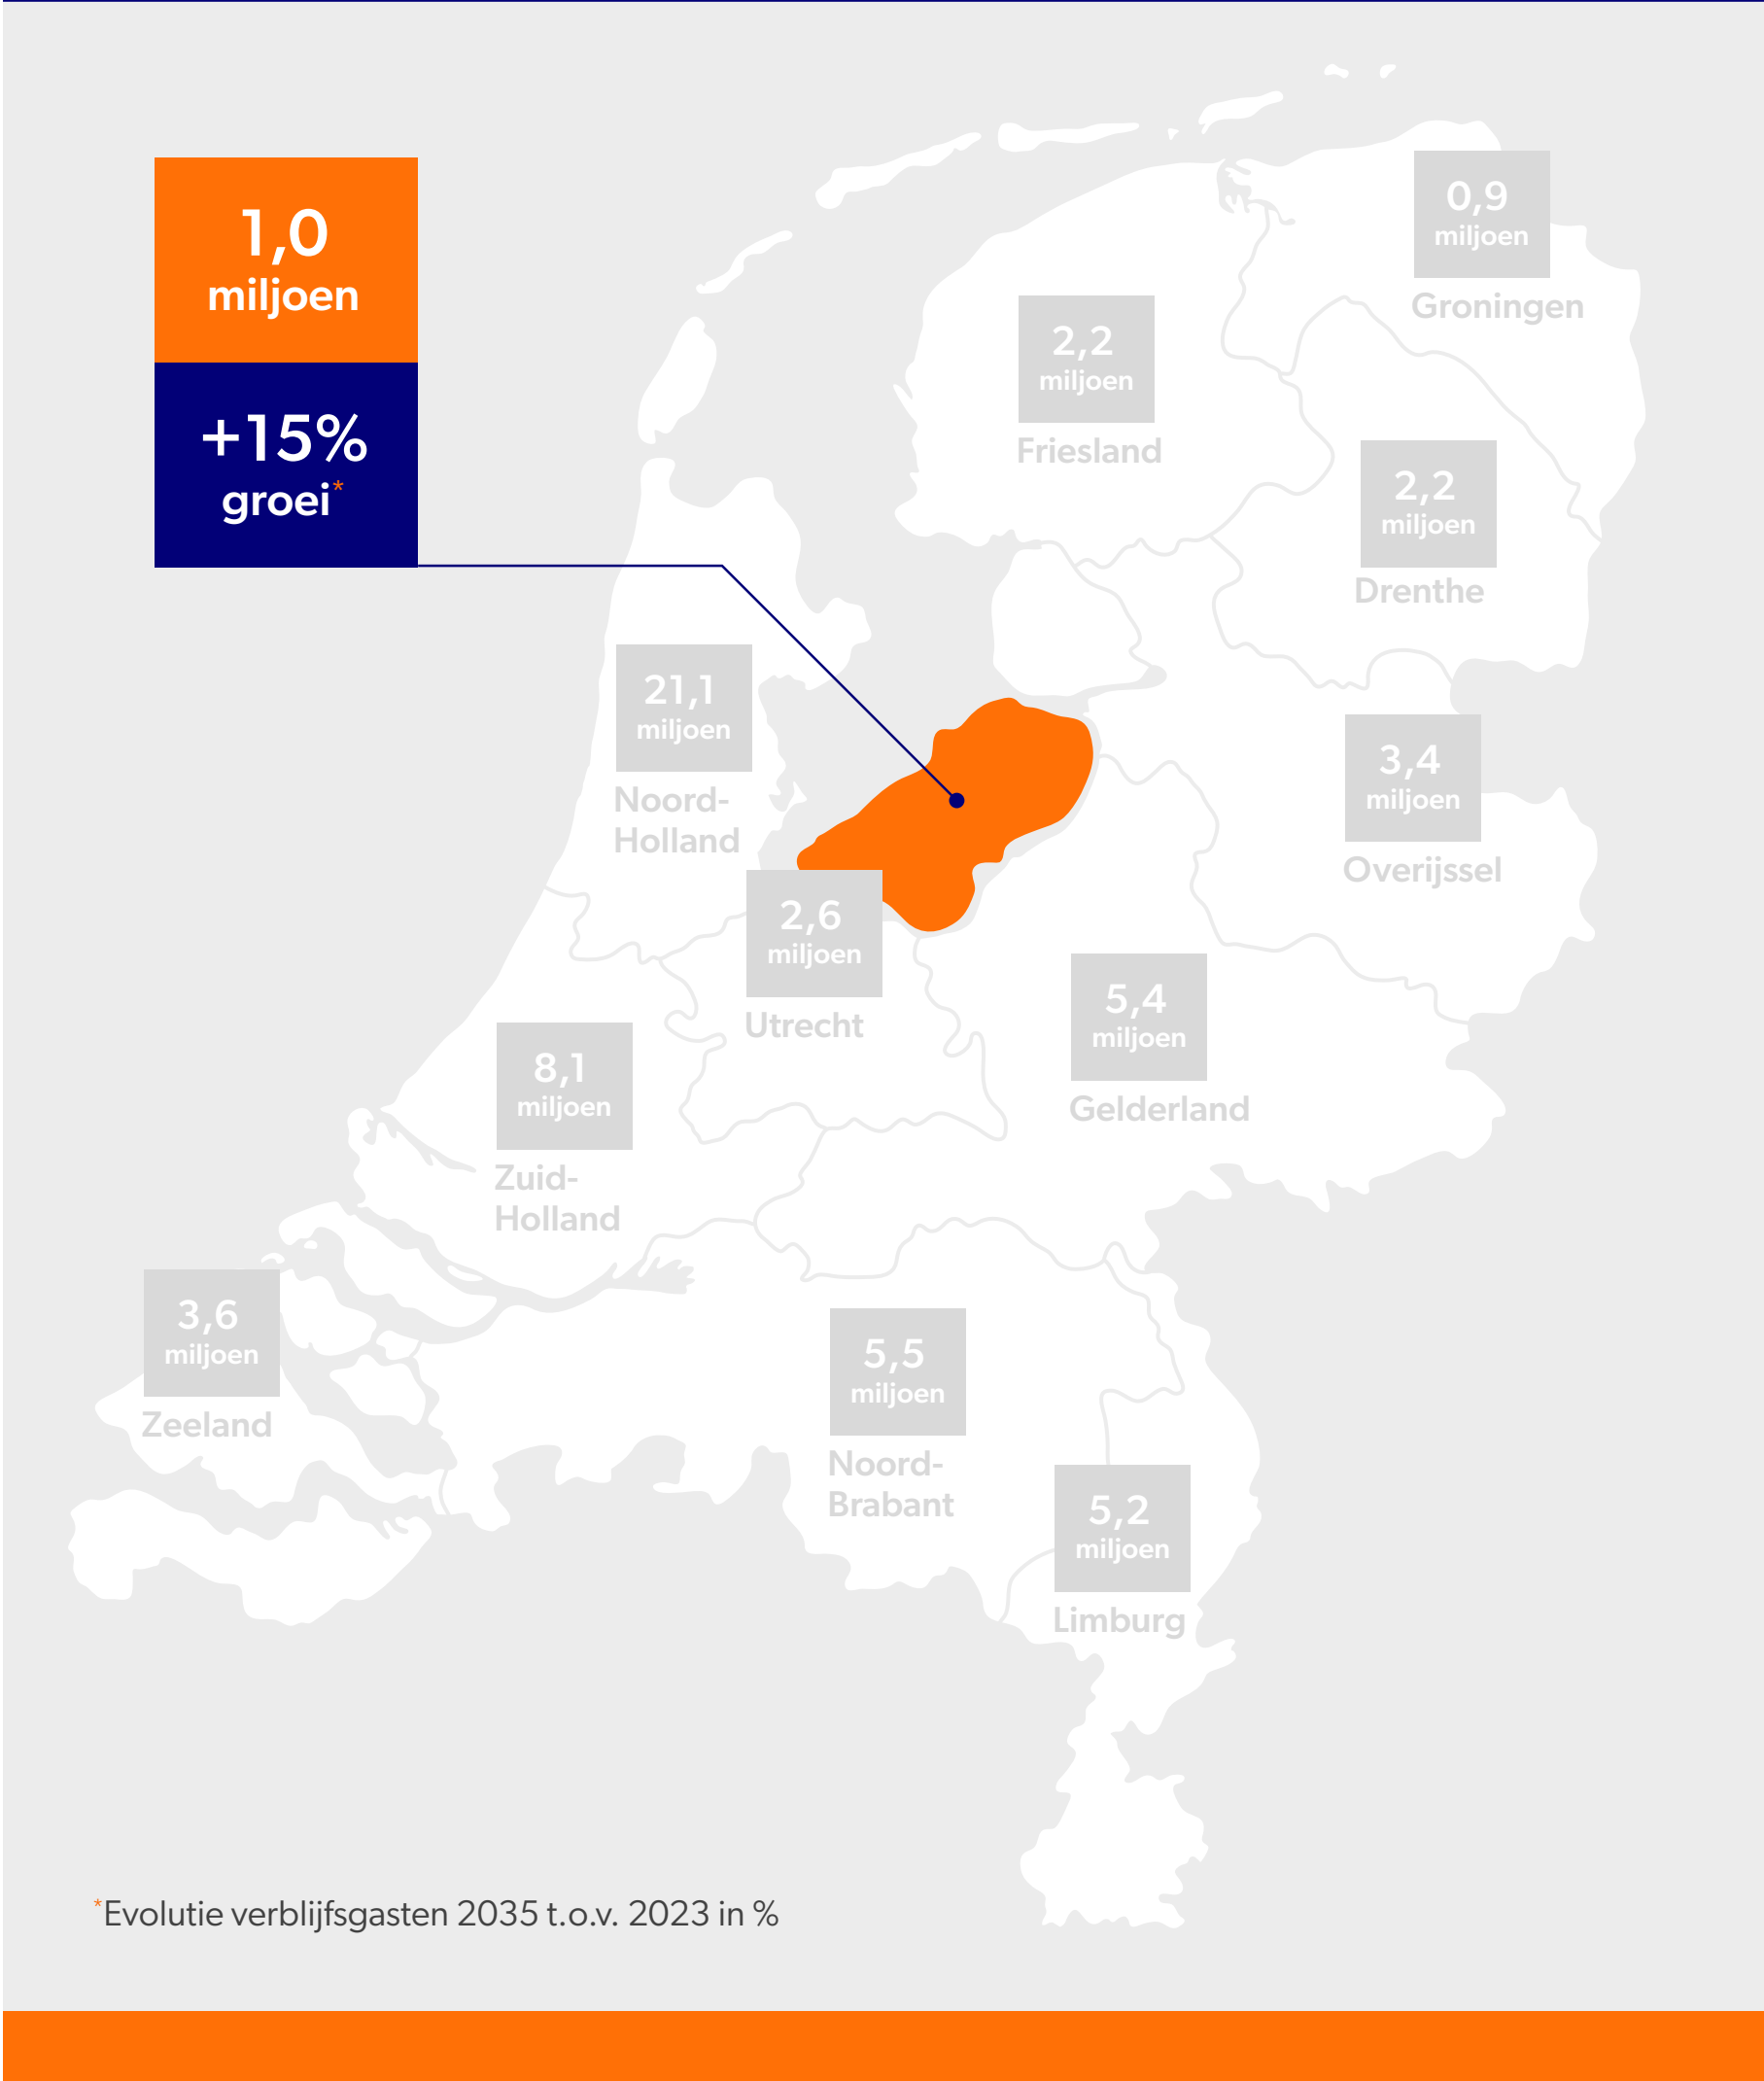 1,0
miljoen
+15%
groei*
0,9
miljoen
Groningen
2,2
miljoen
Friesland
2,2
miljoen
Drenthe
21,1
miljoen
Noord-
Holland
3,4
miljoen
Overijssel
2,6
miljoen
Utrecht
5,4
miljoen
Gelderland
8,1
miljoen
Zuid-
Holland
3,6
miljoen
Zeeland
5,5
miljoen
Noord-
Brabant
5,2
miljoen
Limburg
*Evolutie verblijfsgasten 2035 t.o.v. 2023 in %